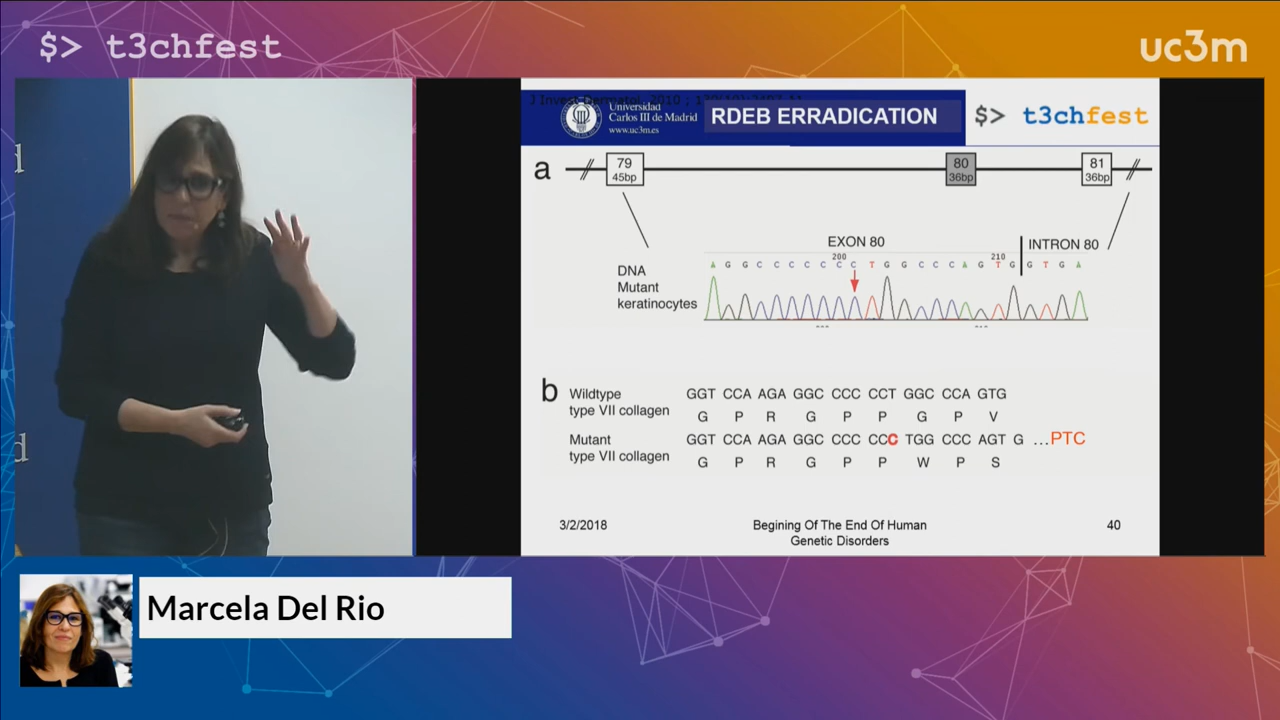 $> t3chfest
uc3m
d
d
J Invest Dermatol. 2010 ;
Universidad
Carlos III de Madrid
www.uc3m.es
RDEB ERRADICATION
$> t3chfest
a
79
45bp
80
36bp
81
36bp
EXON 80
INTRON 80
200
210
A G G C C C C C C C T G G C C C A G T G G T G A
DNA
Mutant
keratinocytes
b
Wildtype
type VII collagen
GGT CCA AGA GGC CCC CCT GGC CCA GTG
G P R G P P G P V
Mutant
type VII collagen
GGT CCA AGA GGC CCC CCC TGG CCC AGT G ...PTC
G P R G P P W P S
3/2/2018
Begining Of The End Of Human
Genetic Disorders
40
Marcela Del Rio